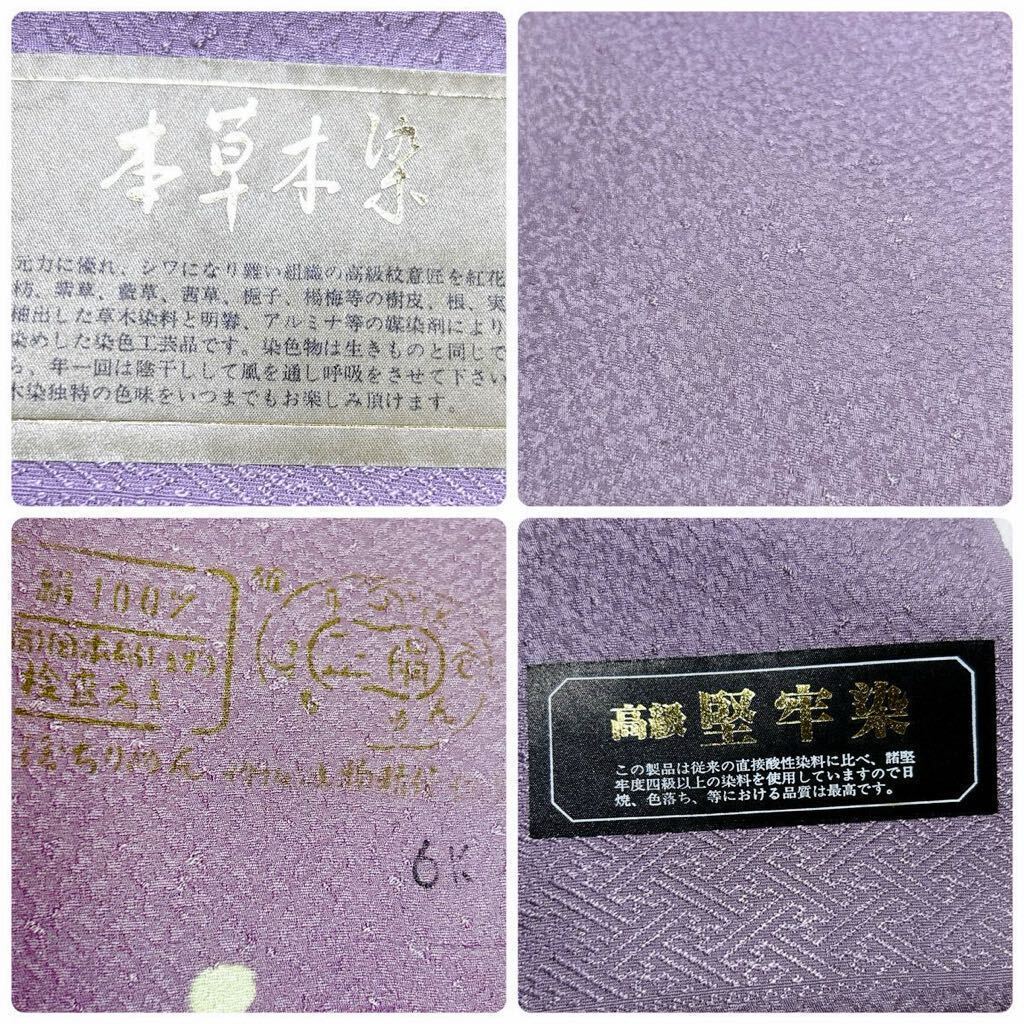 本草木染
元力に優れ、シワになり難い組織の高級紋意匠を紅花
枋、紫草、藍草、茜草、梔子、楊梅等の樹皮、根、実
抽出した草木染料と明礬、アルミナ等の媒染剤により
染めした染色工芸品です。染色物は生きものと同じて
ら、年一回は陰干しして風を通し呼吸をさせて下さい
木染独特の色味をいつまでもお楽しみ頂けます。
絹100%
ちりめん
6K
高級 堅牢染
この製品は従来の直接酸性染料に比べ、諸堅
牢度四級以上の染料を使用していますので日
焼、色落ち、等における品質は最高です。